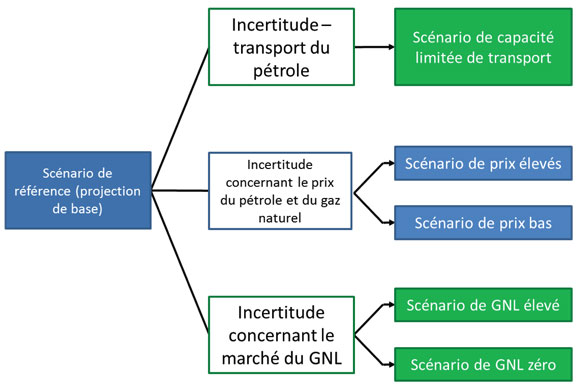 Scénario de
référence (projection
de base)
Incertitude –
transport du
pétrole
Scénario de capacité
limitée de transport
Incertitude
concernant le prix
du pétrole et du gaz
naturel
Scénario de prix élevés
Scénario de prix bas
Incertitude
concernant le
marché du GNL
Scénario de GNL élevé
Scénario de GNL zéro